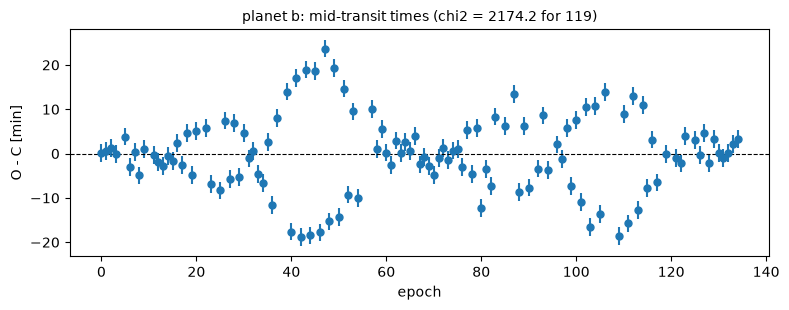 planet b: mid-transit times (chi2 = 2174.2 for 119)
O - C [min]
20
10
0
−10
−20
0 20 40 60 80 100 120 140
epoch